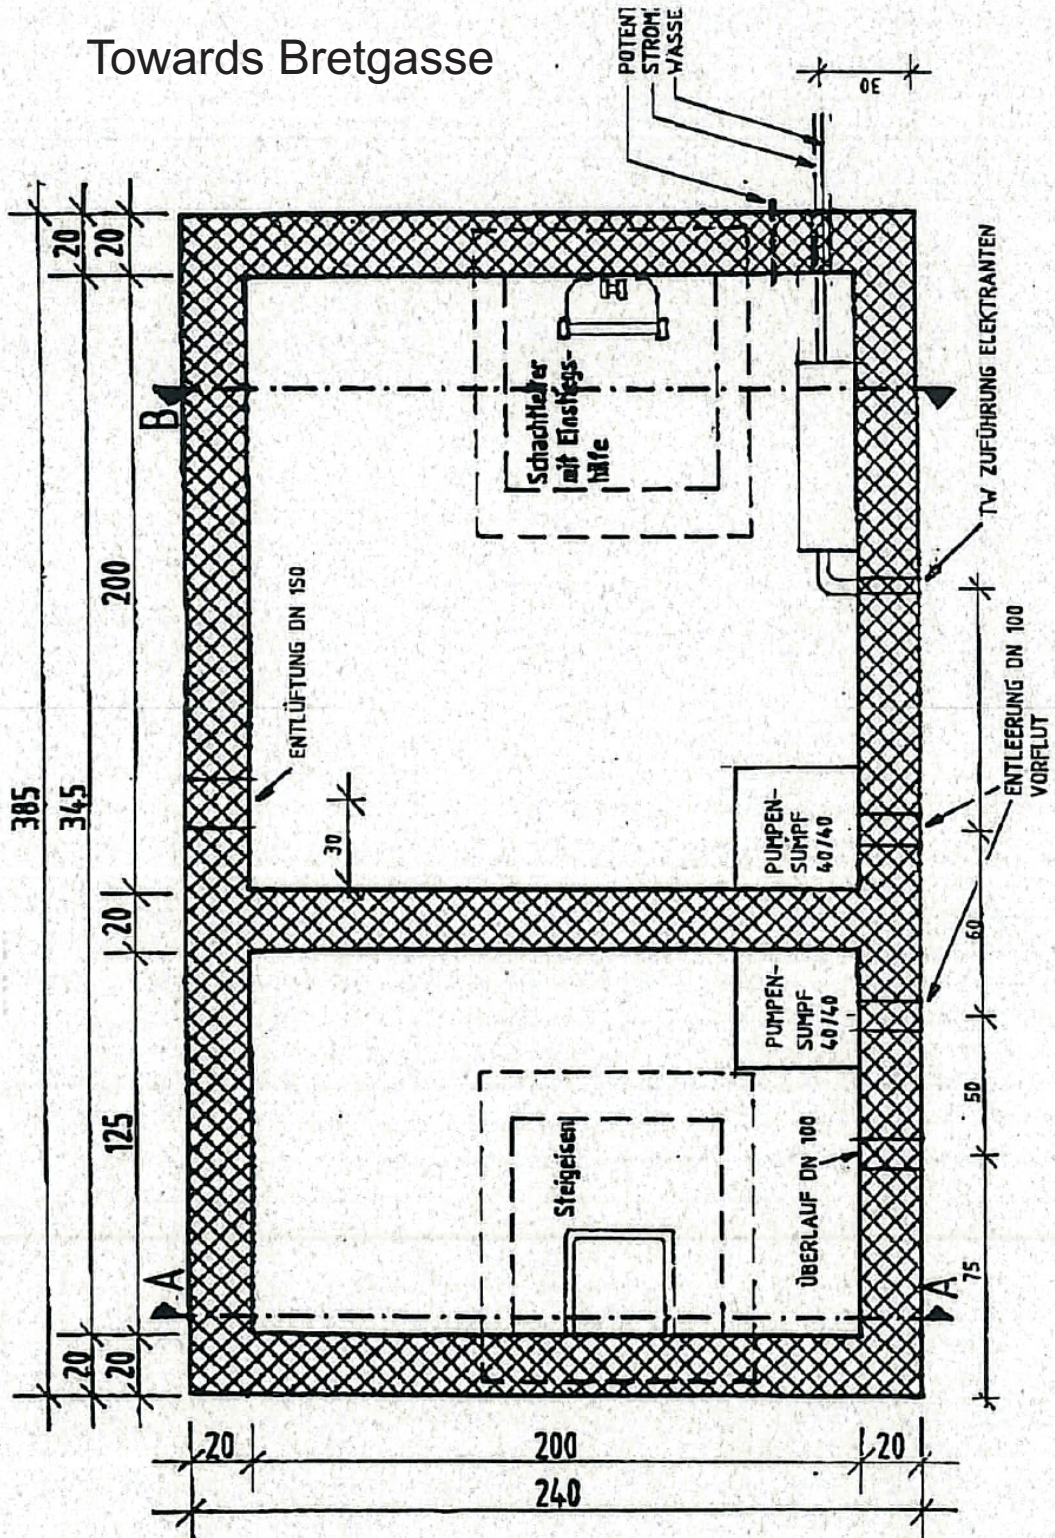 Towards Bretgasse
POTENT
STROM
WASSE
30
20
20
385
345
200
20
125
20
20
B
Schachtleiter
mit Einstiegs-
hilfe
TW ZUFÜHRUNG ELEKTRANTEN
ENTLÜFTUNG DN 150
30
ENTLEERUNG DN 100
VORFLUT
PUMPEN-
SUMPF
40/40
PUMPEN-
SUMPF
40/40
60
50
75
Steigeisen
ÜBERLAUF DN 100
A
A
20
200
20
240